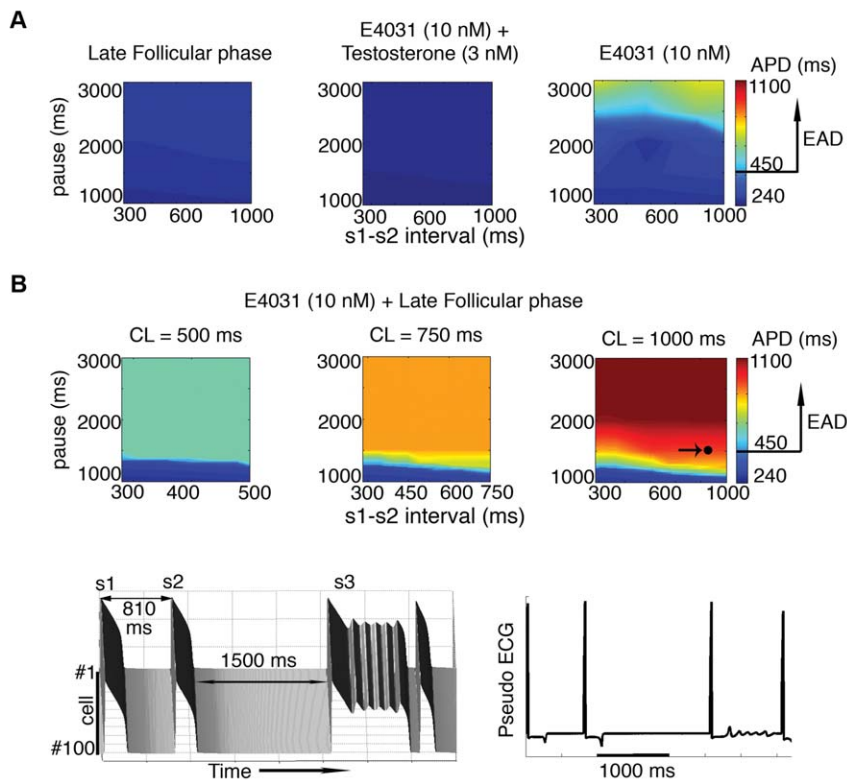 A
Late Follicular phase
E4031 (10 nM) +
Testosterone (3 nM)
E4031 (10 nM)
APD (ms)
pause (ms)
3000
2000
1000
300
600
1000
3000
2000
1000
300
600
1000
s1-s2 interval (ms)
3000
2000
1000
300
600
1000
1100
450
240
EAD
B
E4031 (10 nM) + Late Follicular phase
CL = 500 ms
CL = 750 ms
CL = 1000 ms
APD (ms)
pause (ms)
3000
2000
1000
300
400
500
3000
2000
1000
300
450
600
750
s1-s2 interval (ms)
3000
2000
1000
300
600
1000
1100
450
240
EAD
s1
s2
s3
810
ms
1500 ms
#1
cell
#100
Time
Pseudo ECG
1000 ms